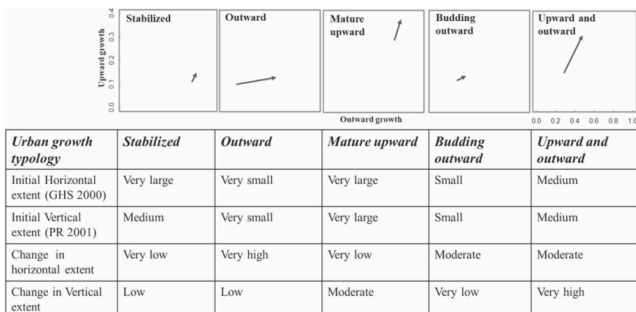 Stabilized
Outward
Mature
upward
Budding
outward
Upward and
outward
Upward growth
0.4
0.3
0.2
0.1
0.0
Outward growth
0.0 0.2 0.4 0.6 0.8 1.0
Urban growth
typology
Stabilized
Outward
Mature upward
Budding
outward
Upward and
outward
Initial Horizontal
extent (GHS 2000)
Very large
Very small
Very large
Small
Medium
Initial Vertical
extent (PR 2001)
Medium
Very small
Very large
Small
Medium
Change in
horizontal extent
Very low
Very high
Very low
Moderate
Moderate
Change in Vertical
extent
Low
Low
Moderate
Very low
Very high